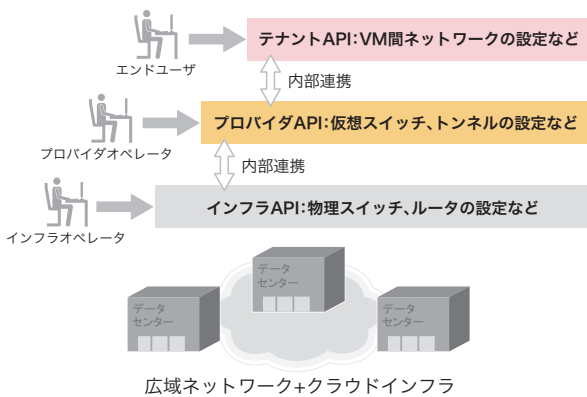 テナントAPI:VM間ネットワークの設定など
エンドユーザ
内部連携
プロバイダAPI:仮想スイッチ、トンネルの設定など
プロバイダオペレータ
内部連携
インフラAPI:物理スイッチ、ルータの設定など
インフラオペレータ
データ
センター
データ
センター
データ
センター
広域ネットワーク+クラウドインフラ